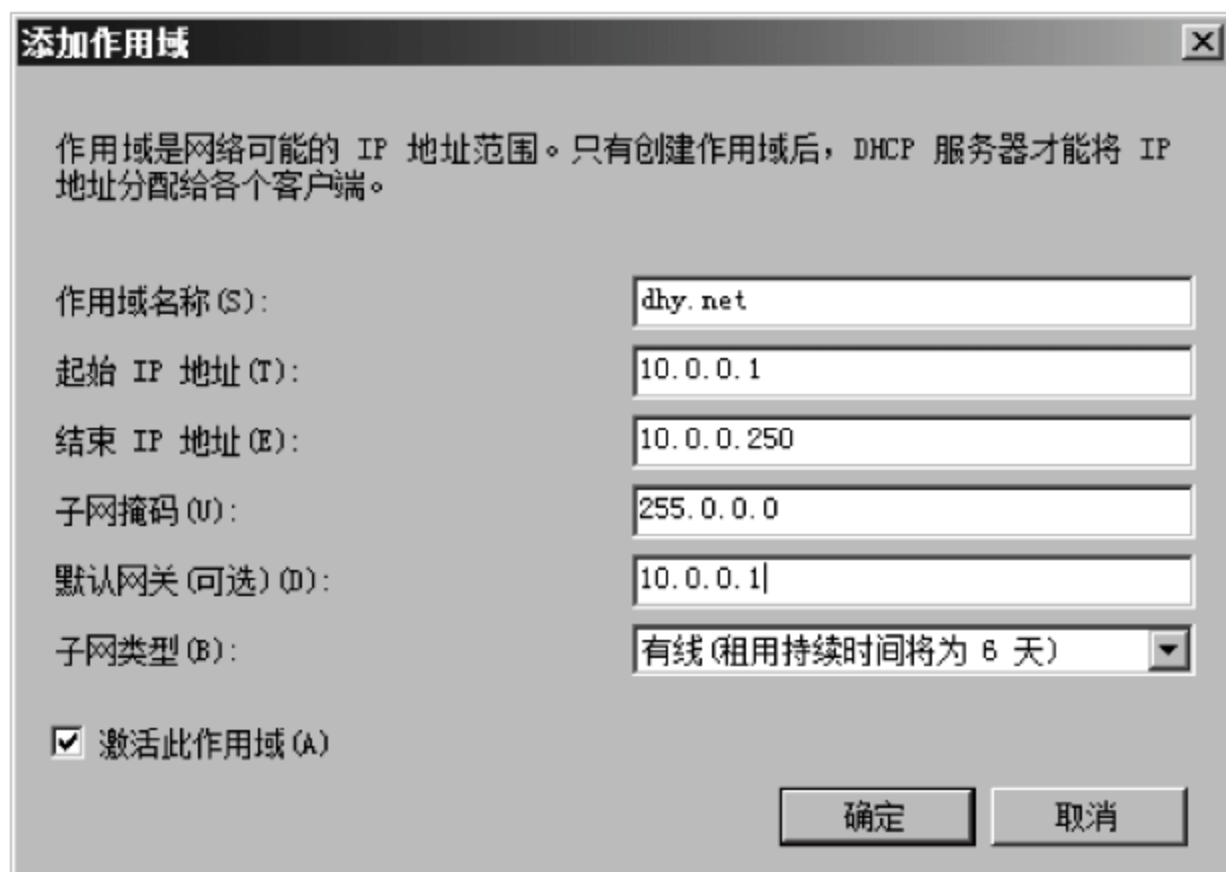 添加作用域
作用域是网络可能的 IP 地址范围。只有创建作用域后，DHCP 服务器才能将 IP
地址分配给各个客户端。
作用域名称(S): dhy.net
起始 IP 地址(T): 10.0.0.1
结束 IP 地址(E): 10.0.0.250
子网掩码(U): 255.0.0.0
默认网关(可选)(D): 10.0.0.1
子网类型(B): 有线(租用持续时间将为 6 天)
激活此作用域(A)
确定 取消